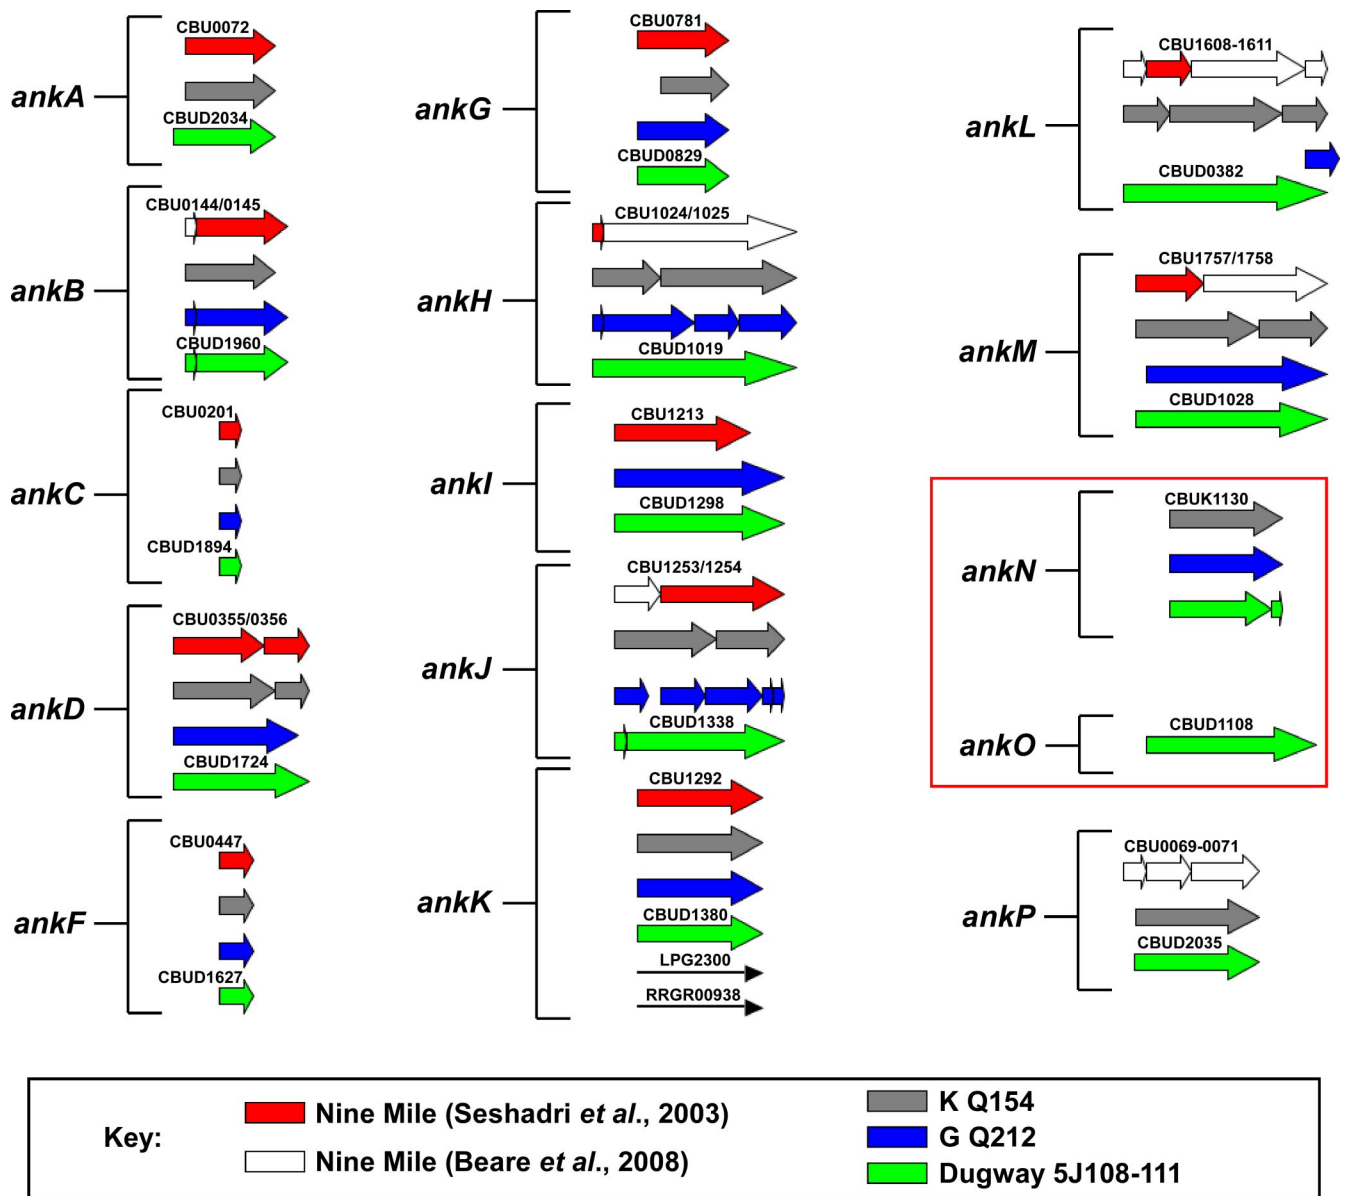 CBU0072
ankA
CBUD2034
CBU0144/0145
ankB
CBUD1960
CBU0201
ankC
CBUD1894
CBU0355/0356
ankD
CBUD1724
CBU0447
ankF
CBUD1627
CBU0781
ankG
CBUD0829
CBU1024/1025
ankH
CBUD1019
CBU1213
ankI
CBUD1298
CBU1253/1254
ankJ
CBUD1338
CBU1292
ankK
CBUD1380
LPG2300
RRGR00938
CBU1608-1611
ankL
CBUD0382
CBU1757/1758
ankM
CBUD1028
CBUK1130
ankN
CBUD1108
ankO
CBU0069-0071
ankP
CBUD2035
Key:
Nine Mile (Seshadri et al., 2003)
Nine Mile (Beare et al., 2008)
K Q154
G Q212
Dugway 5J108-111